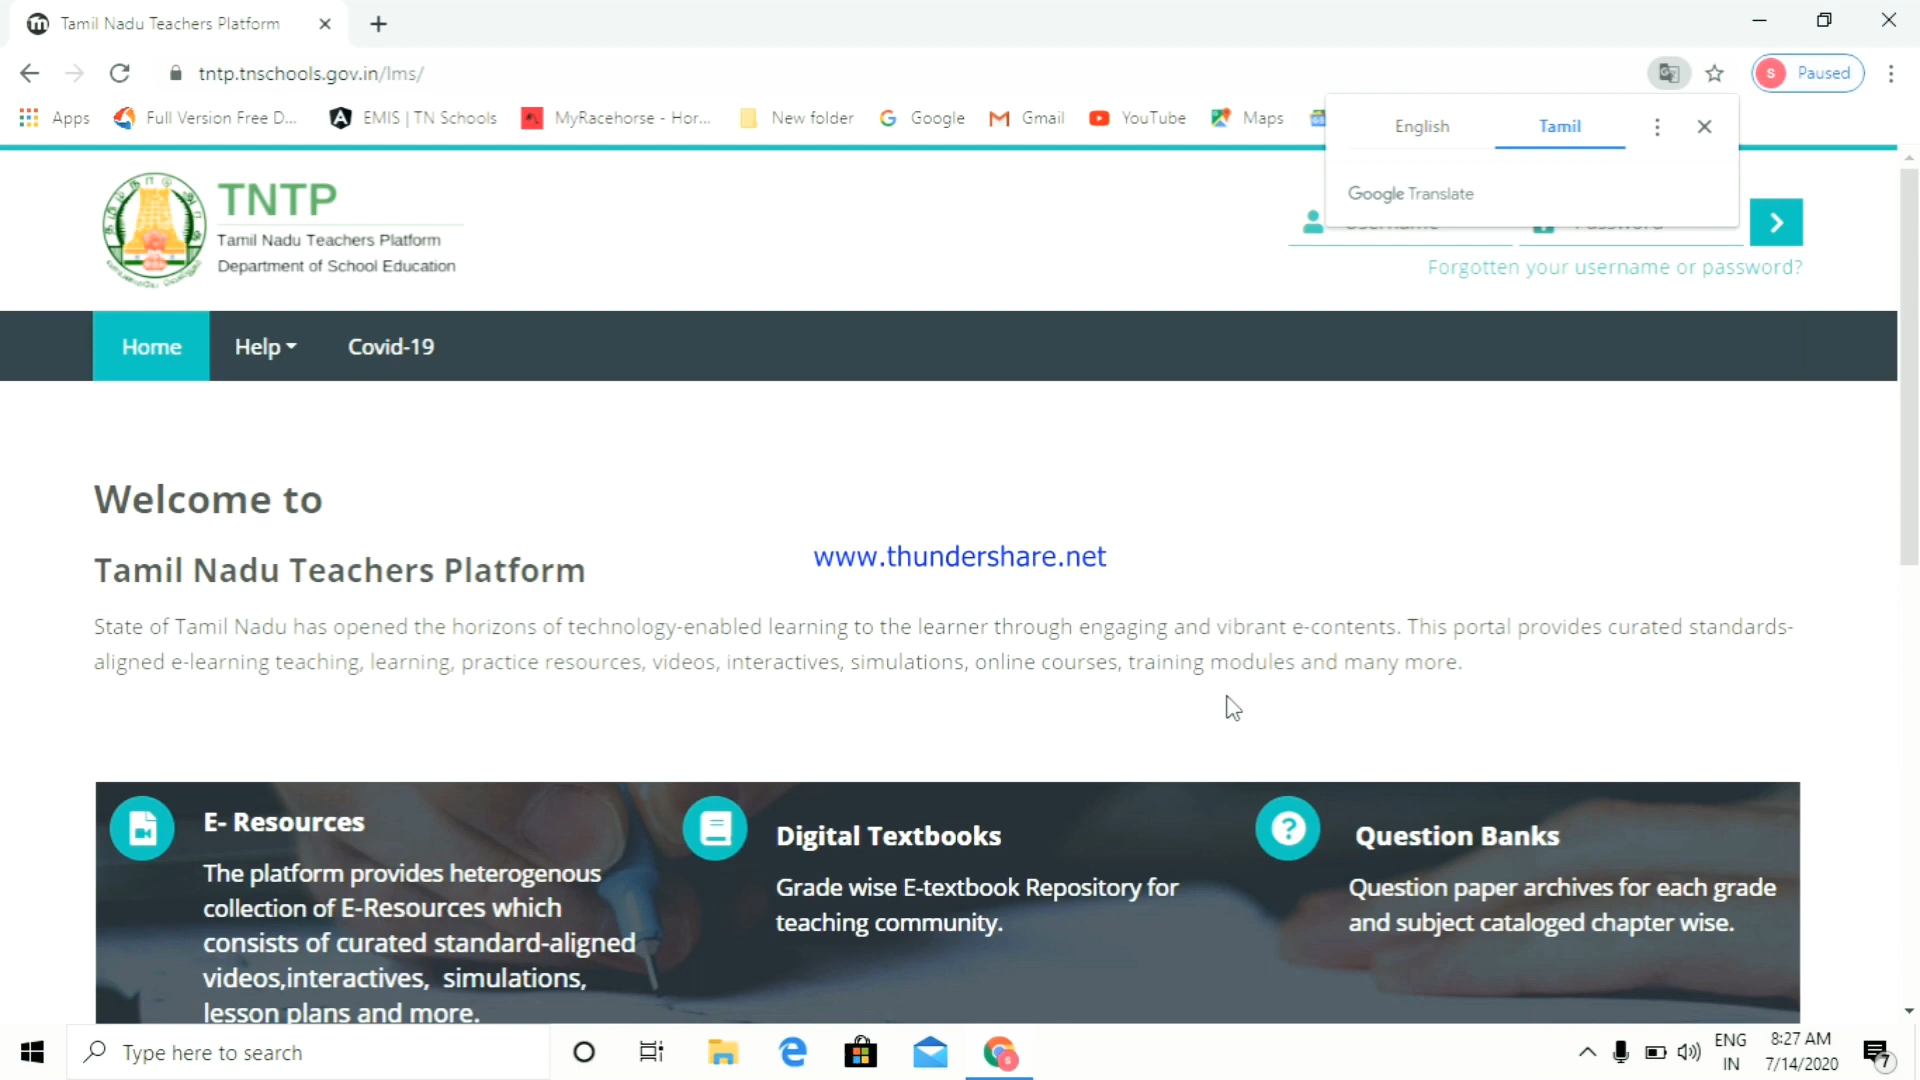 Tamil Nadu Teachers Platform
tntp.tnschools.gov.in/lms/
S Paused
Apps Full Version Free D... EMIS | TN Schools MyRacehorse - Hor... New folder Google Gmail YouTube Maps
English Tamil
Google Translate
TNTP
Tamil Nadu Teachers Platform
Department of School Education
Forgotten your username or password?
Home Help Covid-19
Welcome to
Tamil Nadu Teachers Platform
www.thundershare.net
State of Tamil Nadu has opened the horizons of technology-enabled learning to the learner through engaging and vibrant e-contents. This portal provides curated standards-
aligned e-learning teaching, learning, practice resources, videos, interactives, simulations, online courses, training modules and many more.
E- Resources
The platform provides heterogenous
collection of E-Resources which
consists of curated standard-aligned
videos,interactives, simulations,
lesson plans and more.
Digital Textbooks
Grade wise E-textbook Repository for
teaching community.
Question Banks
Question paper archives for each grade
and subject cataloged chapter wise.
Type here to search
ENG
IN
8:27 AM
7/14/2020
7